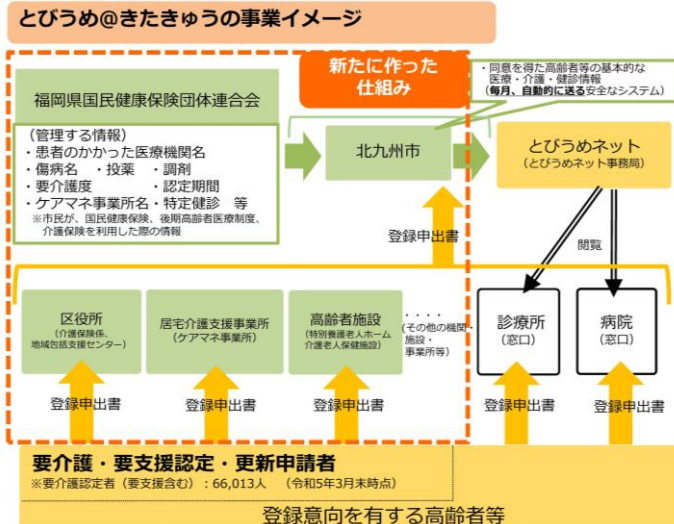 とびうめ@きたきゅうの事業イメージ
新たに作った
仕組み
・同意を得た高齢者等の基本的な
医療・介護・健診情報
(毎月、自動的に送る安全なシステム)
福岡県国民健康保険団体連合会
(管理する情報)
・患者のかかった医療機関名
・傷病名 ・投薬 ・調剤
・要介護度 ・認定期間
・ケアマネ事業所名・特定健診 等
※市民が、国民健康保険、後期高齢者医療制度、
介護保険を利用した際の情報
北九州市
とびうめネット
(とびうめネット事務局)
登録申出書
閲覧
区役所
(介護保険係、
地域包括支援センター)
居宅介護支援事業所
(ケアマネ事業所)
高齢者施設
(特別養護老人ホーム
介護老人保健施設)
・・・・
(その他の機関・
施設・
事業所等)
診療所
(窓口)
病院
(窓口)
登録申出書
登録申出書
登録申出書
登録申出書
登録申出書
要介護・要支援認定・更新申請者
※要介護認定者(要支援含む):66,013人 (令和5年3月末時点)
登録意向を有する高齢者等